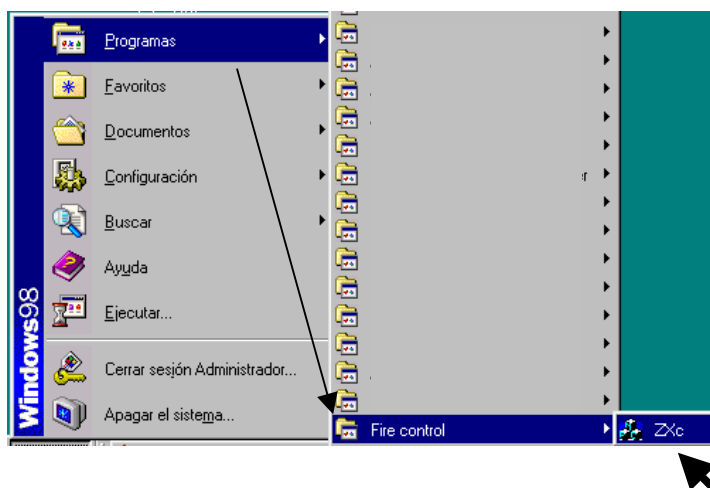 Programas
Favoritos
Documentos
Configuración
Buscar
Ayuda
Ejecutar...
Cerrar sesión Administrador...
Apagar el sistema...
Windows98
Fire control
ZXc